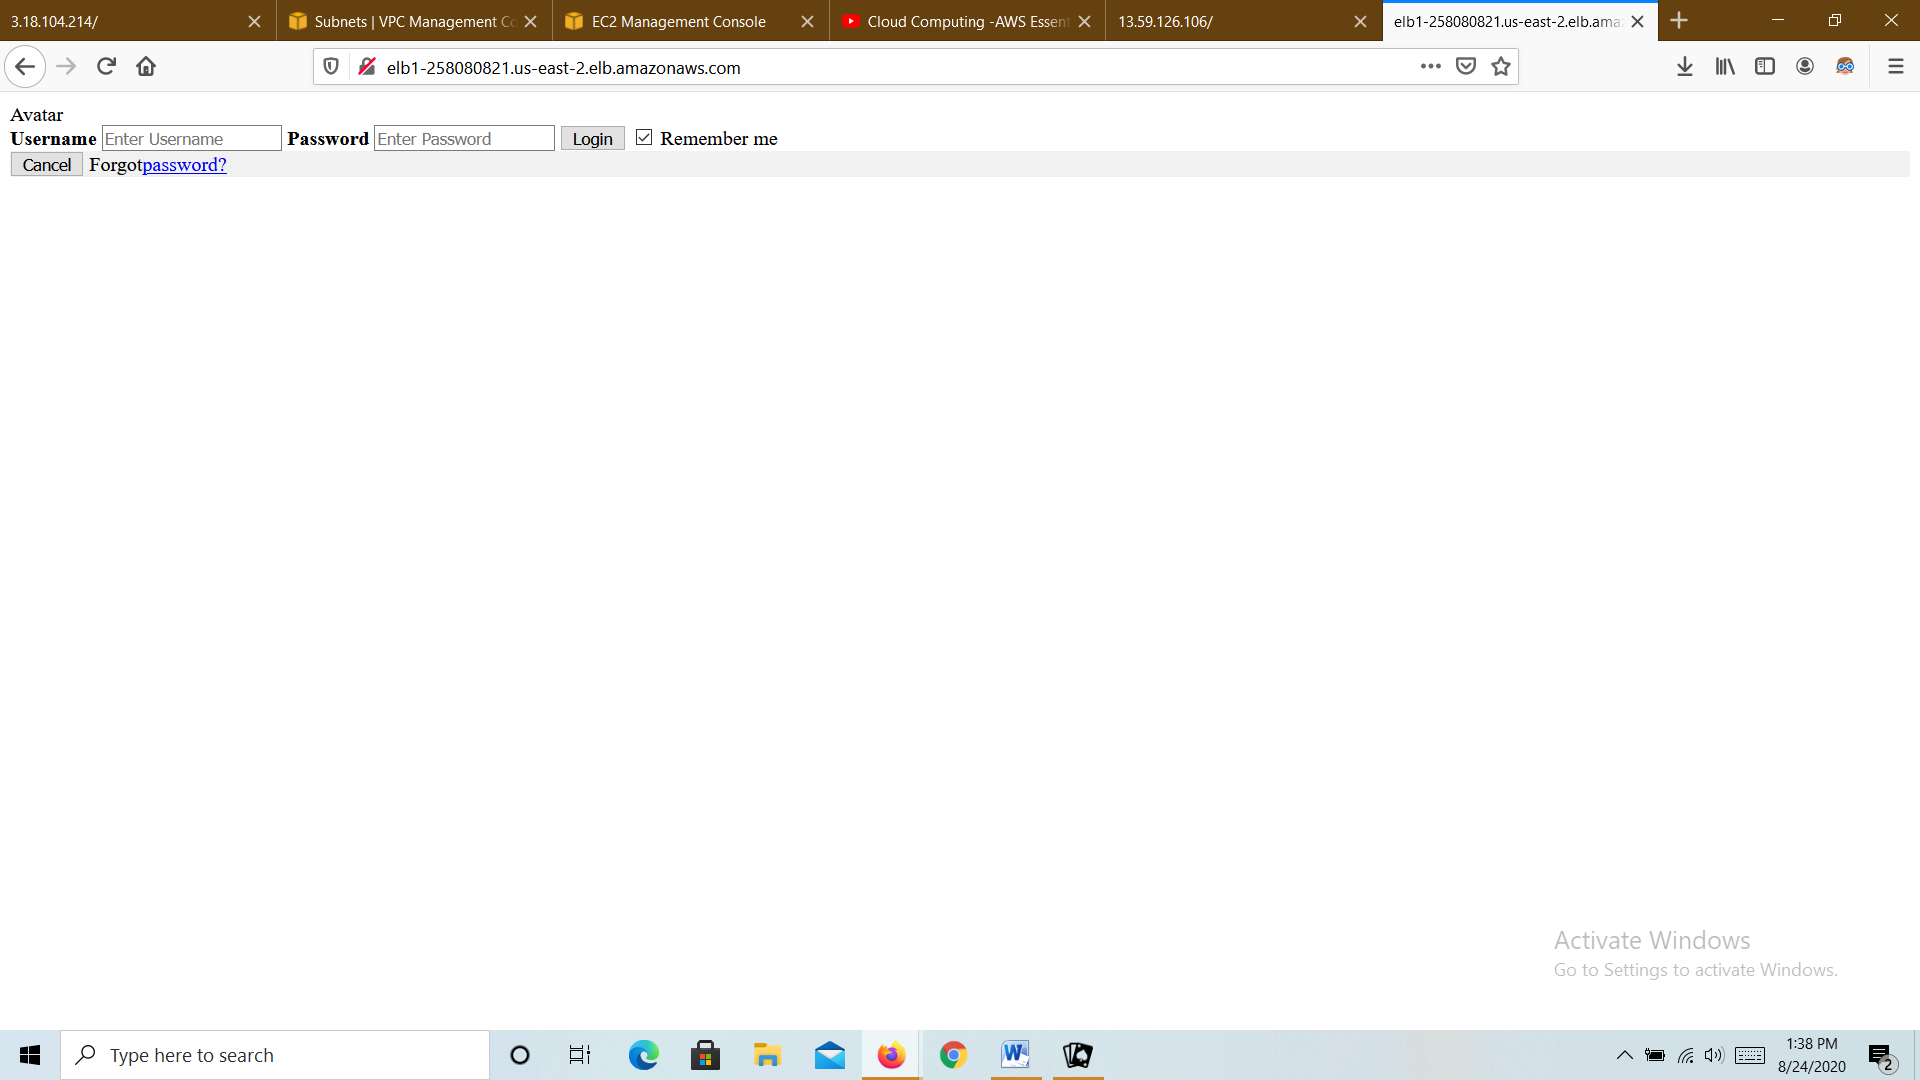 3.18.104.214/
Subnets | VPC Management Co
EC2 Management Console
Cloud Computing -AWS Essent
13.59.126.106/
elb1-258080821.us-east-2.elb.ama
elb1-258080821.us-east-2.elb.amazonaws.com
Avatar
Username Enter Username Password Enter Password Login Remember me
Cancel Forgotpassword?
Activate Windows
Go to Settings to activate Windows.
Type here to search
1:38 PM
8/24/2020
2